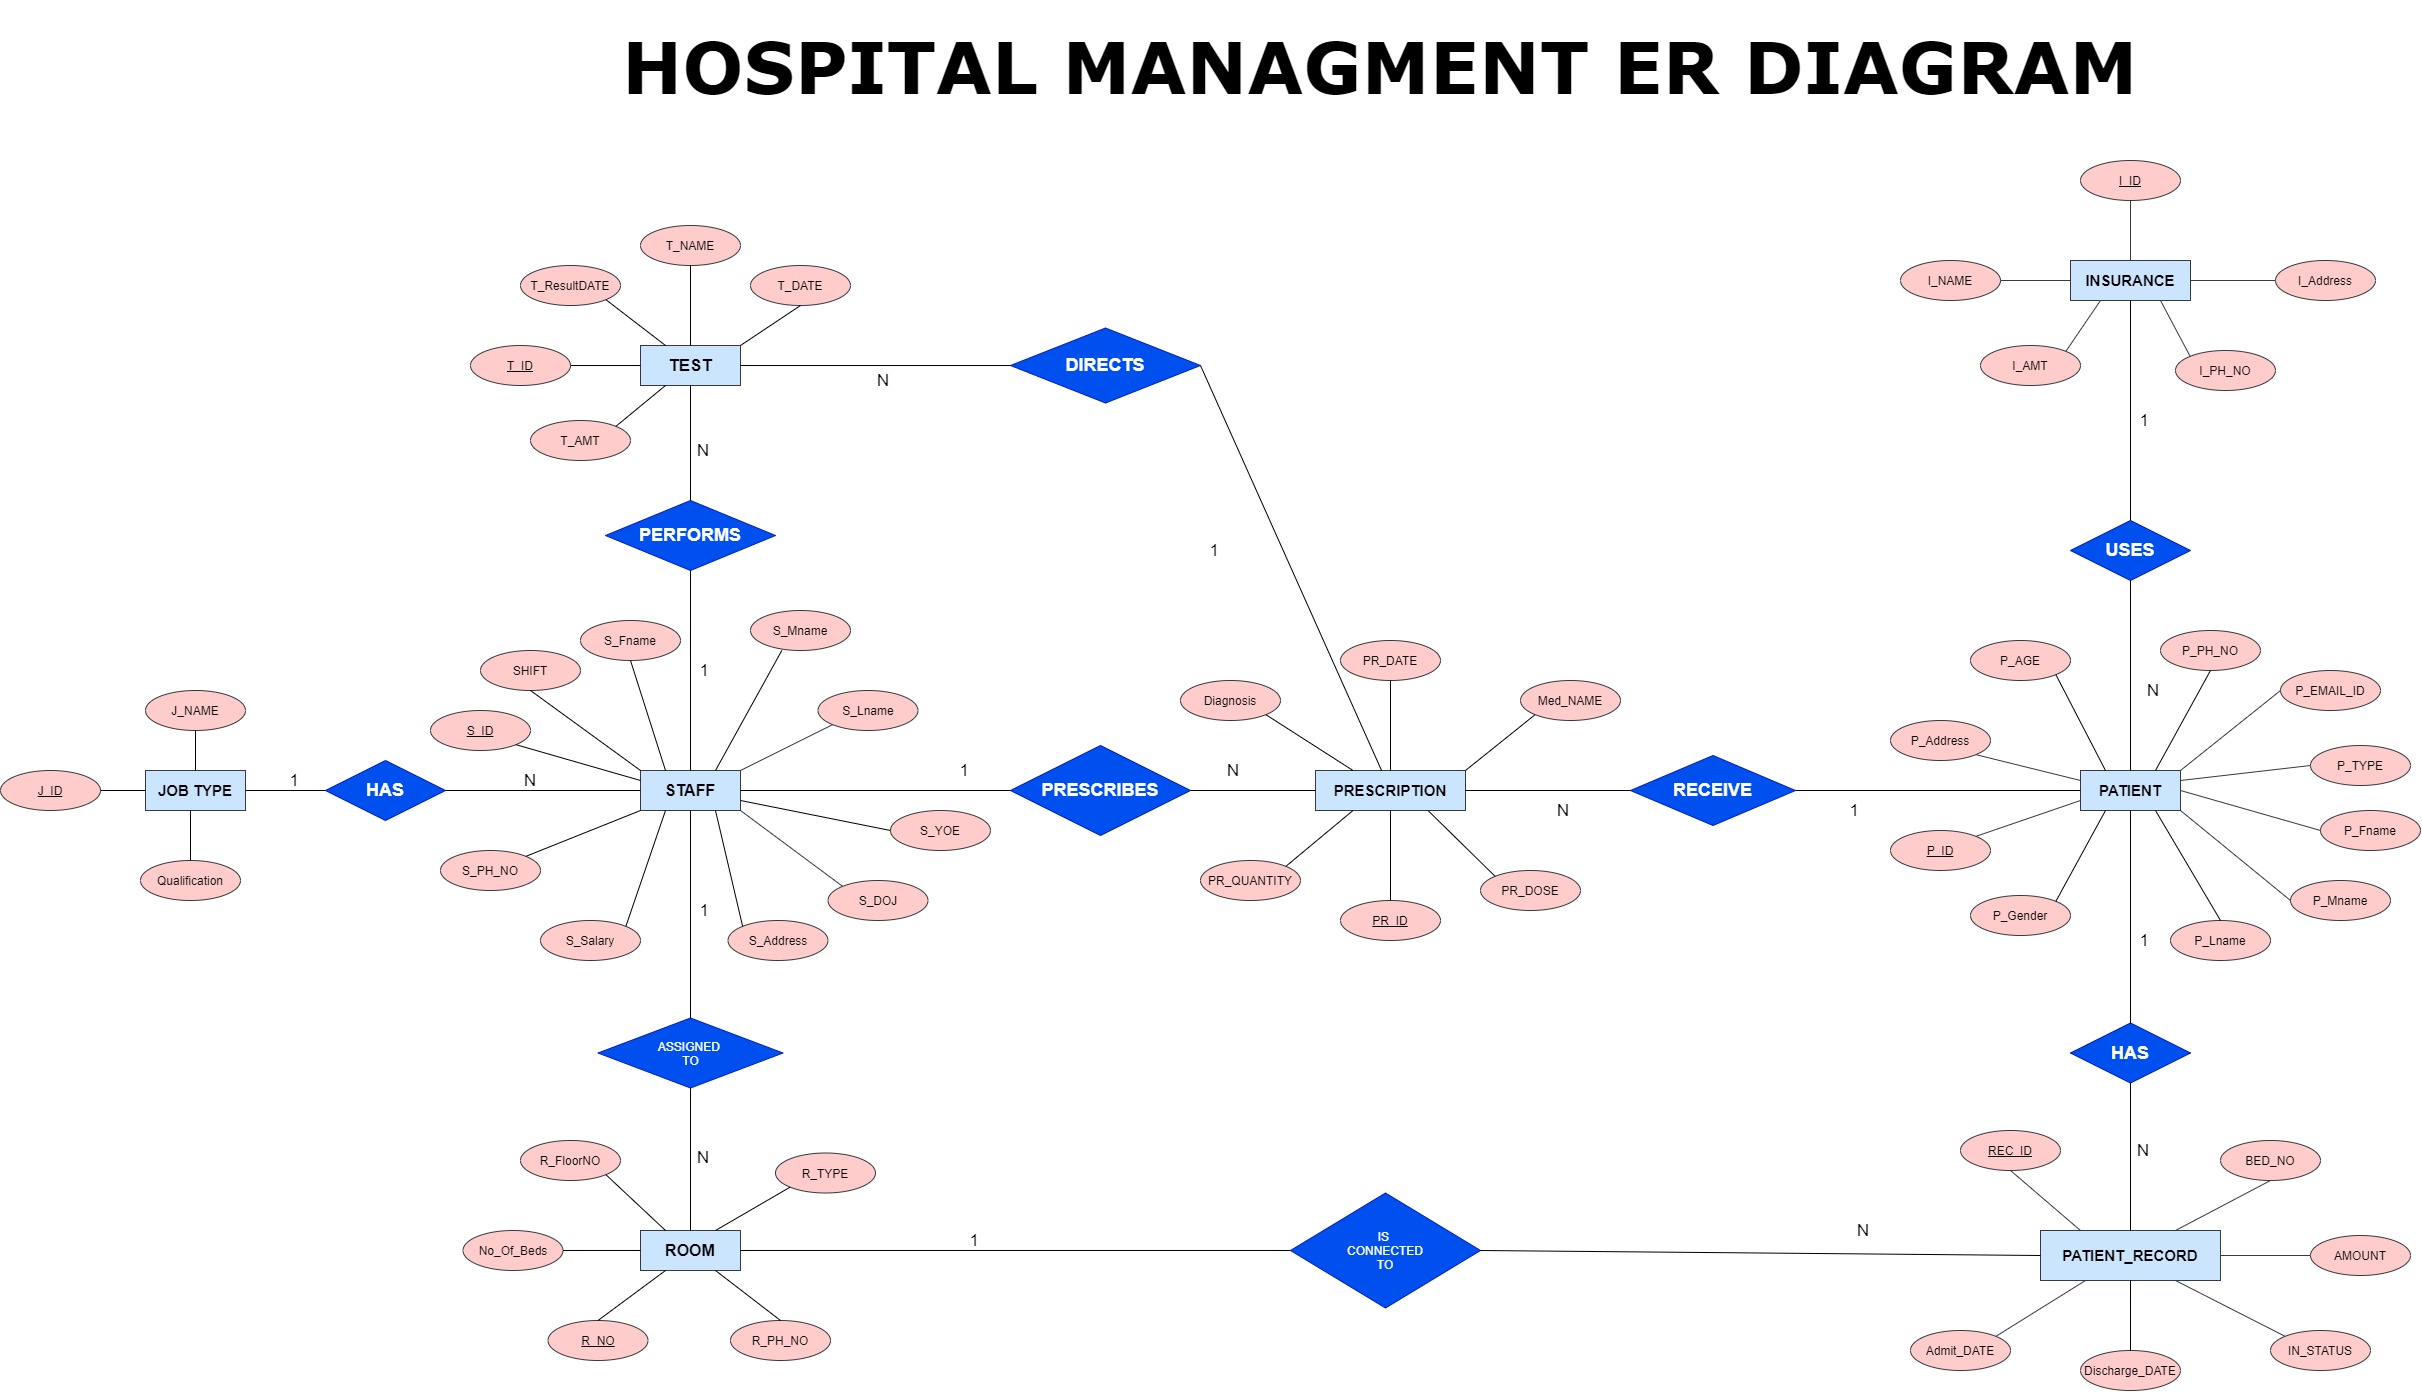 HOSPITAL MANAGMENT ER DIAGRAM
I_ID
T_NAME
T_ResultDATE
T_DATE
I_NAME
INSURANCE
I_Address
T_ID
TEST
DIRECTS
N
I_AMT
I_PH_NO
T_AMT
N
1
PERFORMS
1
USES
S_Fname
S_Mname
SHIFT
1
PR_DATE
P_AGE
P_PH_NO
N
P_EMAIL_ID
J_NAME
S_ID
S_Lname
Diagnosis
Med_NAME
P_Address
P_TYPE
J_ID
JOB TYPE
1
HAS
N
STAFF
1
PRESCRIBES
N
PRESCRIPTION
N
RECEIVE
1
PATIENT
S_YOE
P_Fname
Qualification
S_PH_NO
S_DOJ
PR_QUANTITY
PR_DOSE
P_ID
P_Mname
S_Salary
1
S_Address
PR_ID
P_Gender
1
P_Lname
ASSIGNED
TO
HAS
R_FloorNO
N
R_TYPE
REC_ID
N
BED_NO
No_Of_Beds
ROOM
1
IS
CONNECTED
TO
N
PATIENT_RECORD
AMOUNT
R_NO
R_PH_NO
Admit_DATE
Discharge_DATE
IN_STATUS